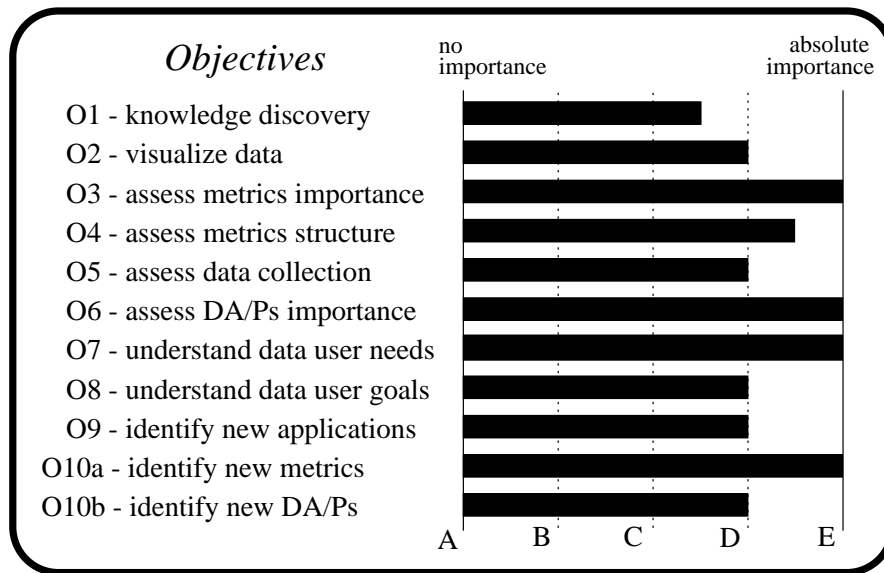 Objectives
no
importance
absolute
importance
O1 - knowledge discovery
O2 - visualize data
O3 - assess metrics importance
O4 - assess metrics structure
O5 - assess data collection
O6 - assess DA/Ps importance
O7 - understand data user needs
O8 - understand data user goals
O9 - identify new applications
O10a - identify new metrics
O10b - identify new DA/Ps
A B C D E